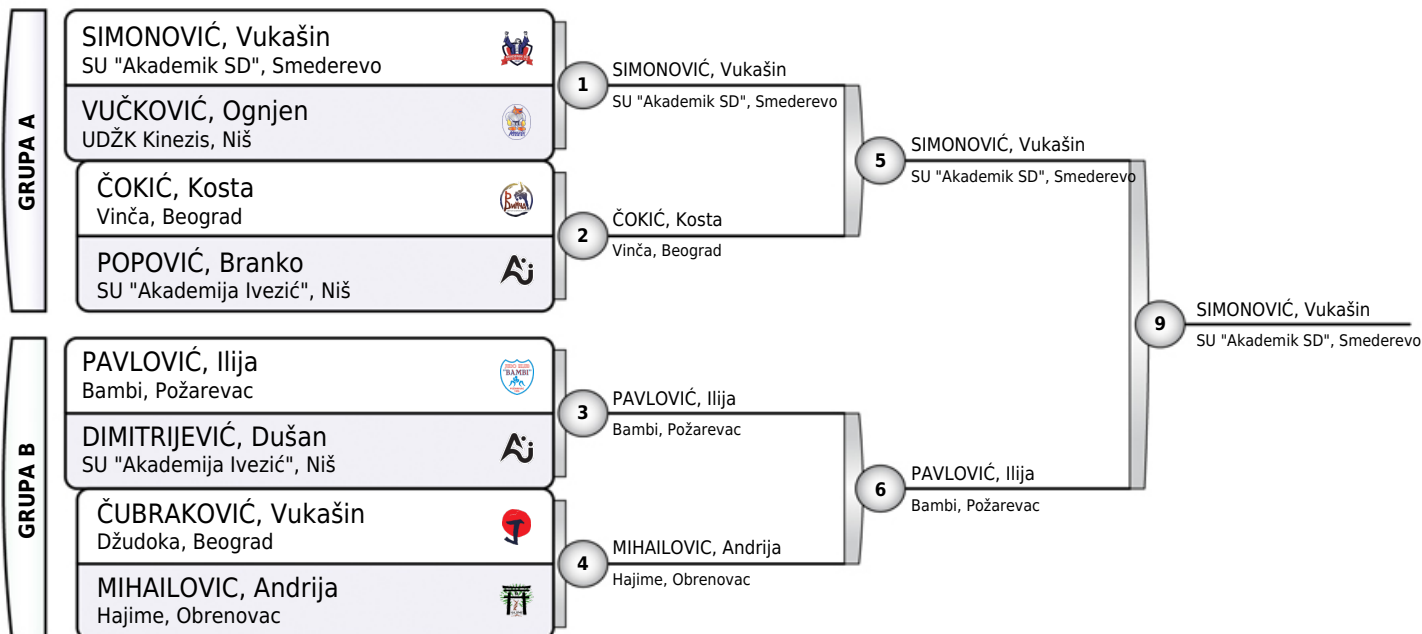 GRUPA A
SIMONOVIĆ, Vukašin
SU "Akademik SD", Smederevo
VUČKOVIĆ, Ognjen
UDŽK Kinezis, Niš
ČOKIĆ, Kosta
Vinča, Beograd
POPOVIĆ, Branko
SU "Akademija Ivezić", Niš
GRUPA B
PAVLOVIĆ, Ilija
Bambi, Požarevac
"BAMBI"
DIMITRIJEVIĆ, Dušan
SU "Akademija Ivezić", Niš
ČUBRAKOVIĆ, Vukašin
Džudoka, Beograd
MIHAILOVIC, Andrija
Hajime, Obrenovac
1
SIMONOVIĆ, Vukašin
SU "Akademik SD", Smederevo
2
ČOKIĆ, Kosta
Vinča, Beograd
3
PAVLOVIĆ, Ilija
Bambi, Požarevac
4
MIHAILOVIC, Andrija
Hajime, Obrenovac
5
SIMONOVIĆ, Vukašin
SU "Akademik SD", Smederevo
6
PAVLOVIĆ, Ilija
Bambi, Požarevac
9
SIMONOVIĆ, Vukašin
SU "Akademik SD", Smederevo